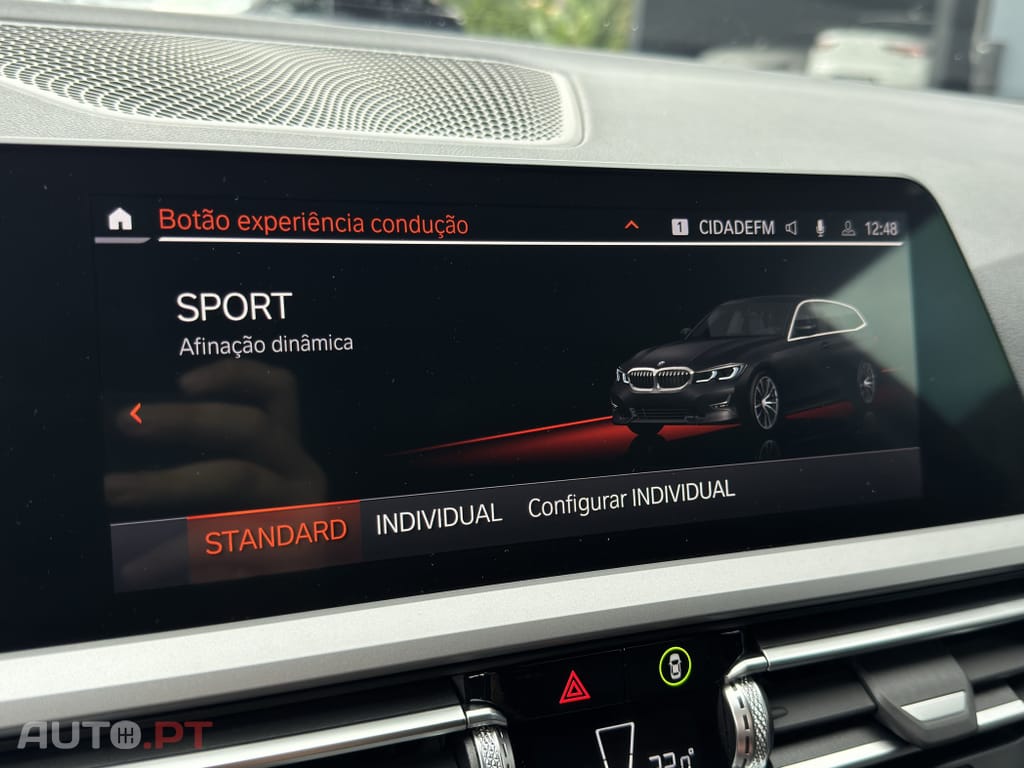 Botão experiência condução
1 CIDADEFM 12:48
SPORT
Afinação dinâmica
STANDARD INDIVIDUAL Configurar INDIVIDUAL
AUTO.PT